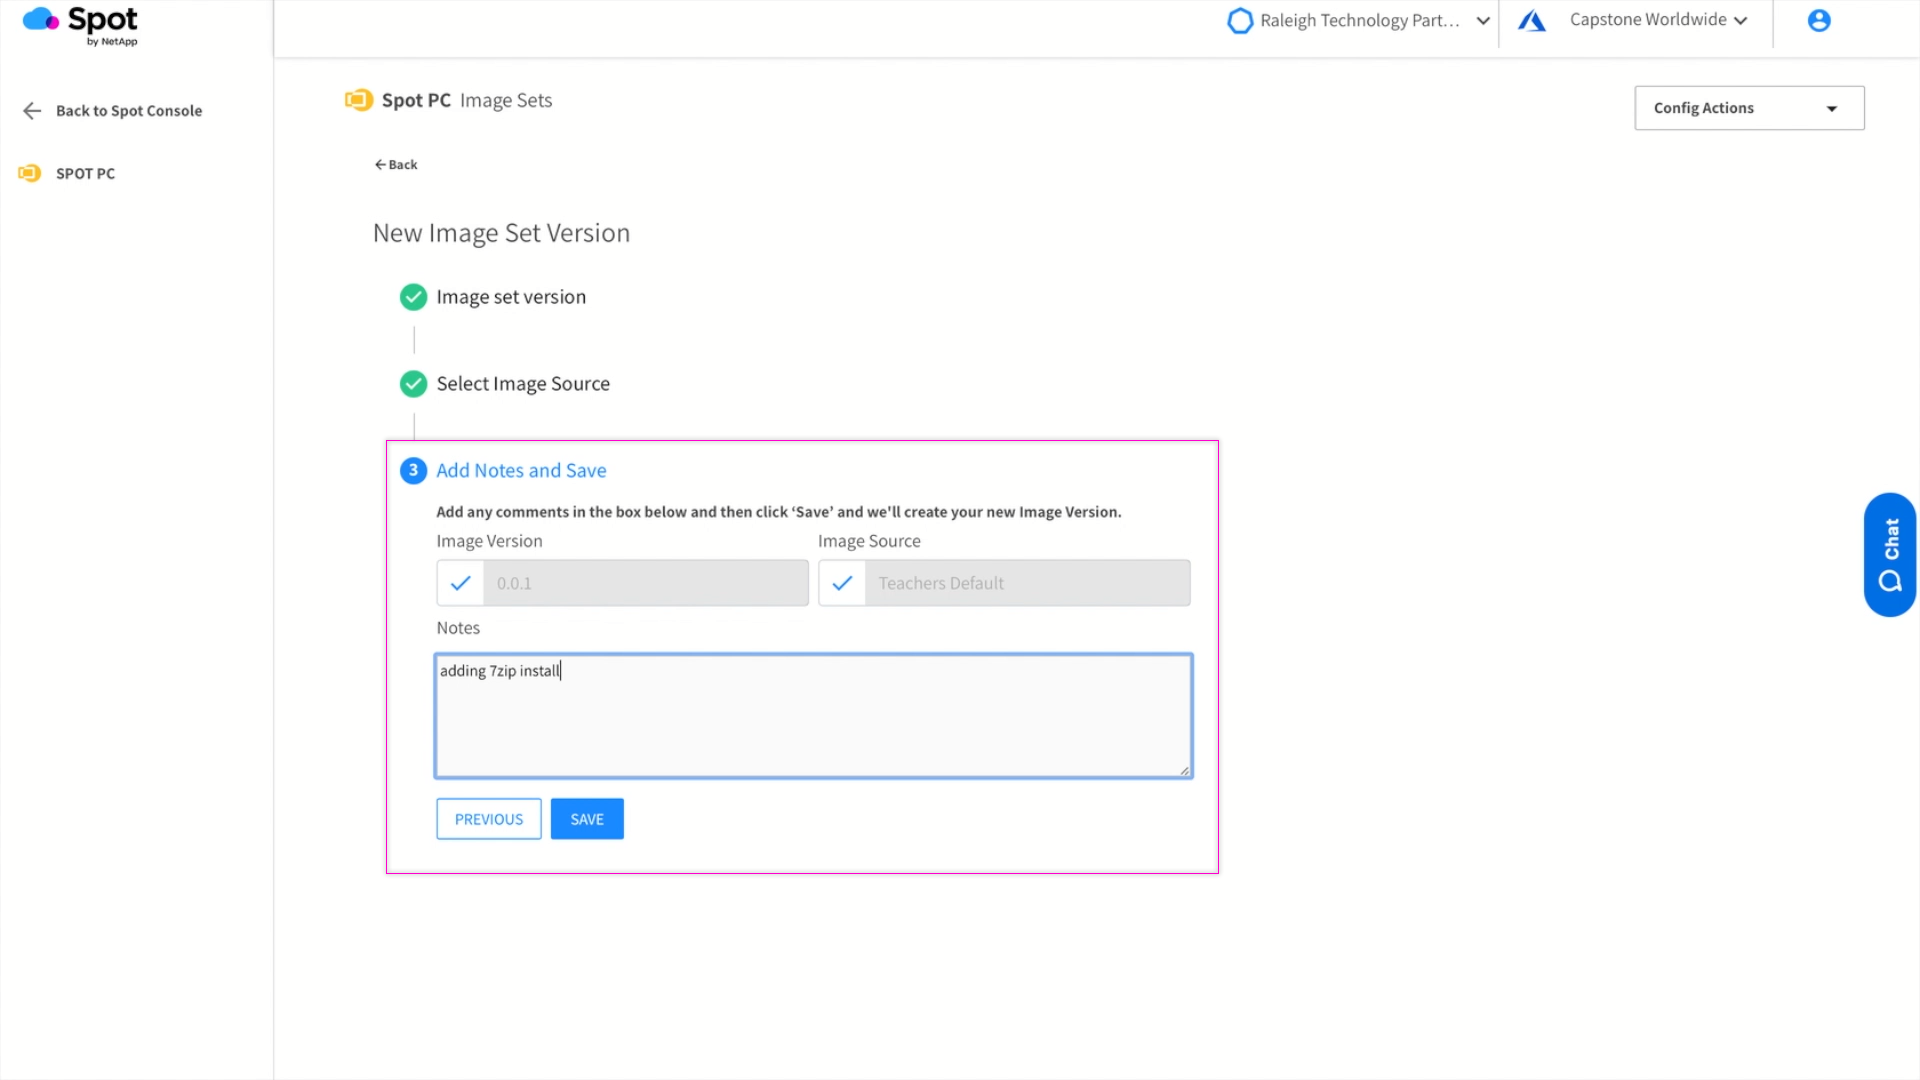 Spot
by NetApp
Raleigh Technology Part...
Capstone Worldwide
Back to Spot Console
SPOT PC
Spot PC Image Sets
Config Actions
Back
New Image Set Version
Image set version
Select Image Source
3 Add Notes and Save
Add any comments in the box below and then click ‘Save’ and we'll create your new Image Version.
Image Version
Image Source
0.0.1
Teachers Default
Notes
adding 7zip install
PREVIOUS
SAVE
Chat